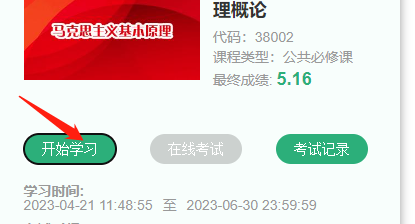 理概论
马克思主义基本原理
代码：38002
课程类型：公共必修课
最终成绩: 5.16
开始学习
在线考试
考试记录
学习时间:
2023-04-21 11:48:55 至 2023-06-30 23:59:59